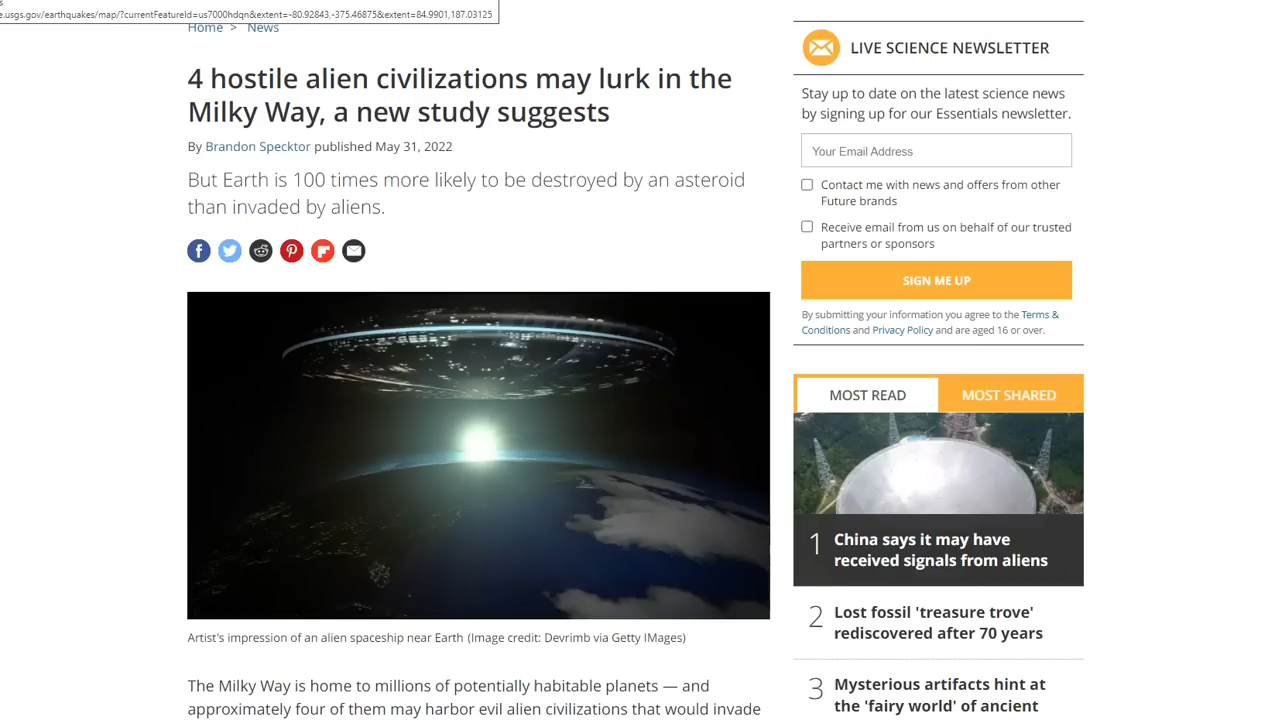 s
e.usgs.gov/earthquakes/map/?currentFeatureId=us7000hdqn&extent=-80.92843,-375.46875&extent=84.9901,187.03125
Home > News
4 hostile alien civilizations may lurk in the
Milky Way, a new study suggests
By Brandon Specktor published May 31, 2022
But Earth is 100 times more likely to be destroyed by an asteroid
than invaded by aliens.
Artist's impression of an alien spaceship near Earth (Image credit: Devrimb via Getty IMages)
The Milky Way is home to millions of potentially habitable planets — and
approximately four of them may harbor evil alien civilizations that would invade
LIVE SCIENCE NEWSLETTER
Stay up to date on the latest science news
by signing up for our Essentials newsletter.
Your Email Address
Contact me with news and offers from other
Future brands
Receive email from us on behalf of our trusted
partners or sponsors
SIGN ME UP
By submitting your information you agree to the Terms &
Conditions and Privacy Policy and are aged 16 or over.
MOST READ MOST SHARED
1 China says it may have
received signals from aliens
2 Lost fossil 'treasure trove'
rediscovered after 70 years
3 Mysterious artifacts hint at
the 'fairy world' of ancient